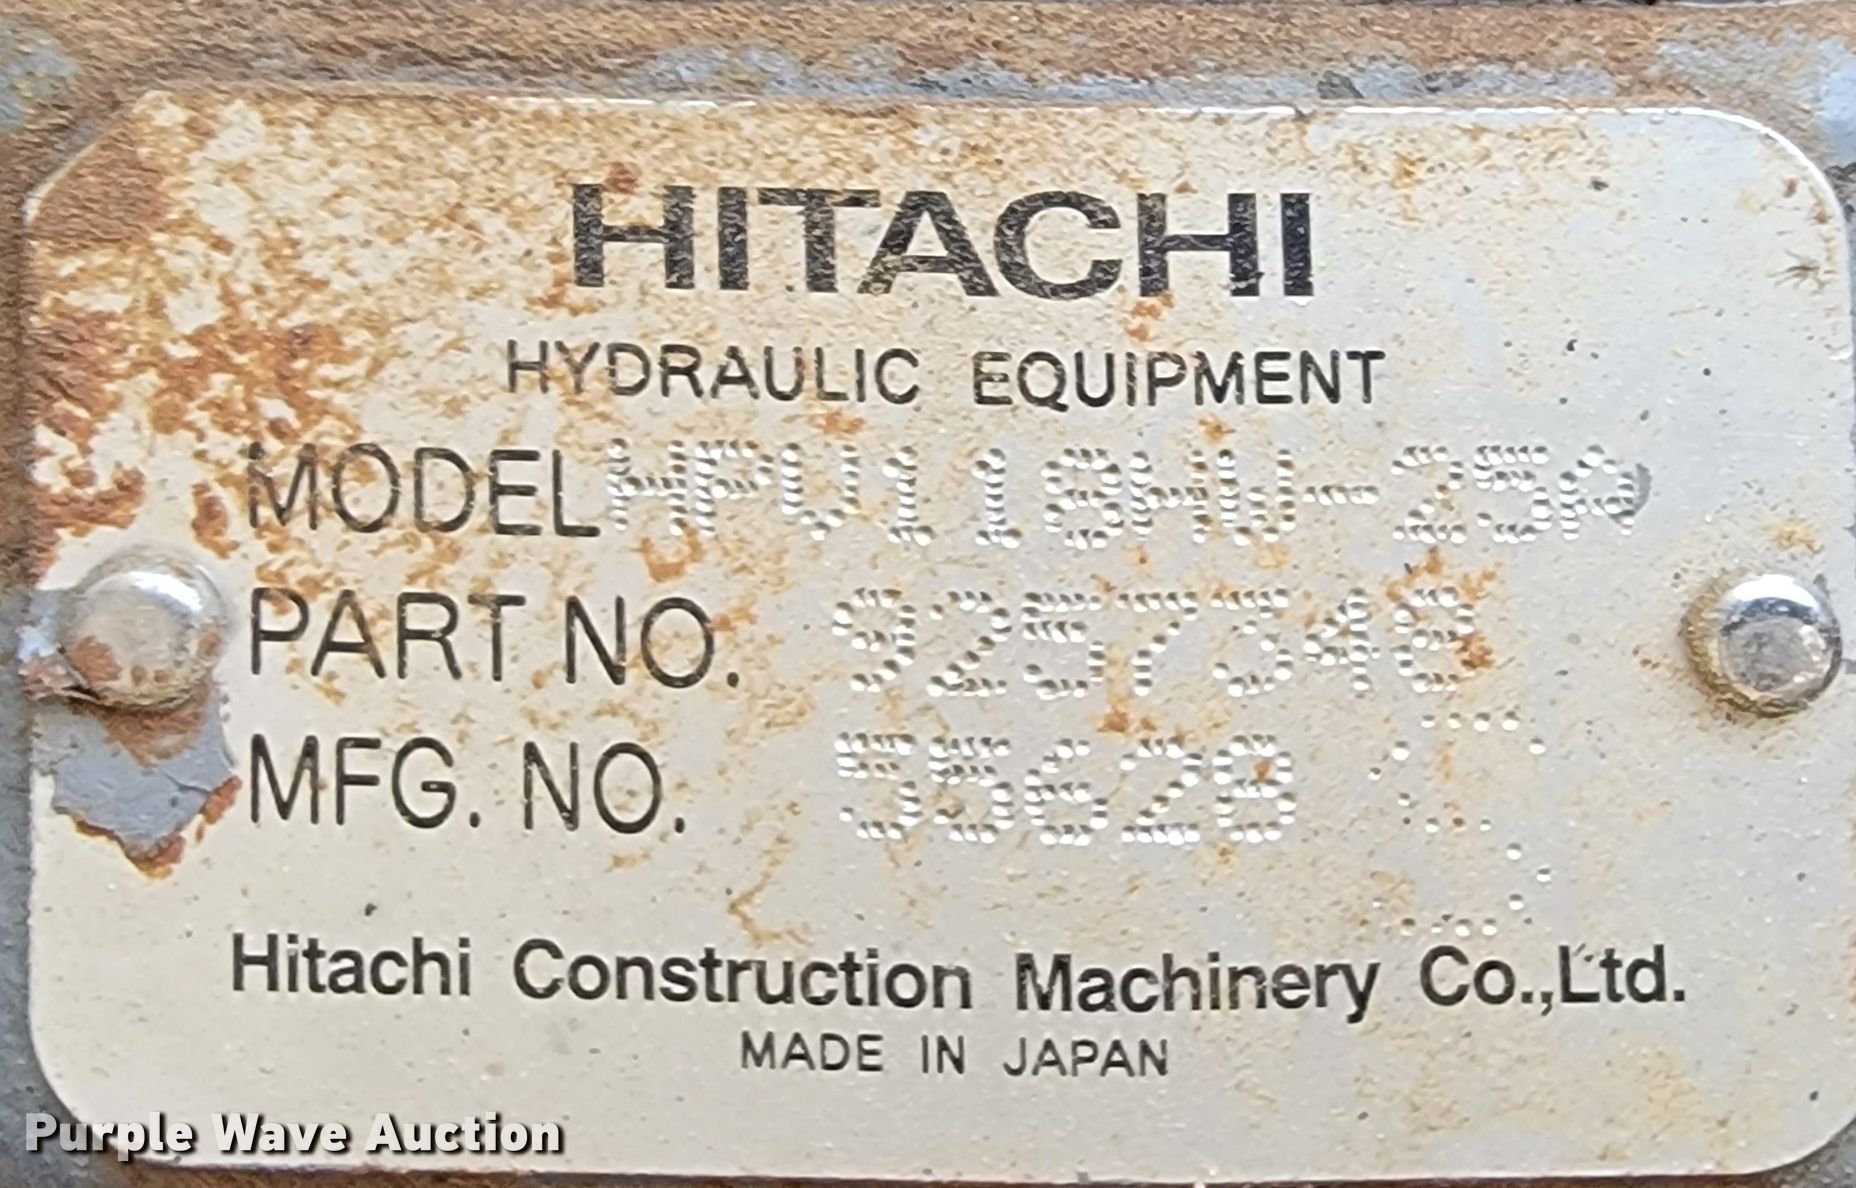 HITACHI
HYDRAULIC EQUIPMENT
MODEL HPV118HW-25A
PART NO. 9257348
MFG. NO. 55628
Hitachi Construction Machinery Co.,Ltd.
MADE IN JAPAN
Purple Wave Auction